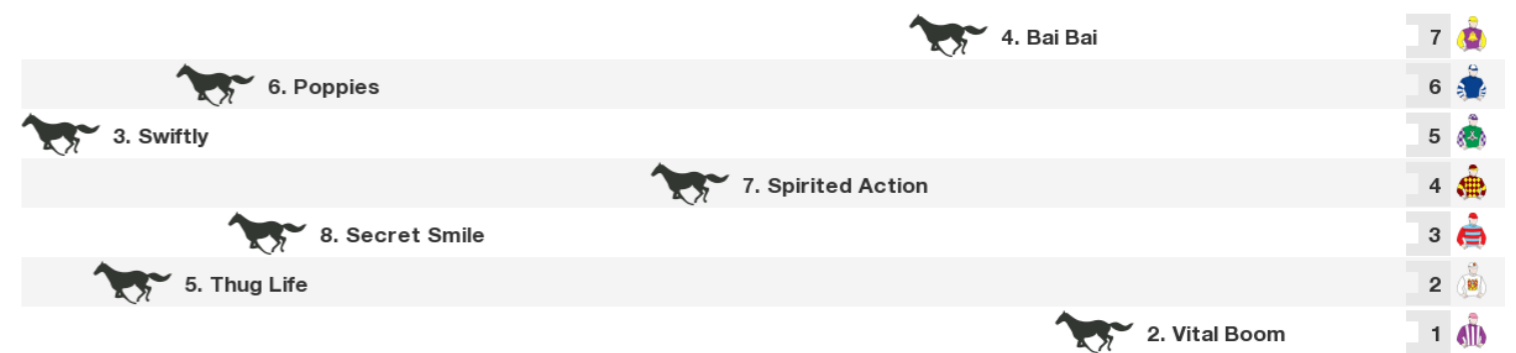 4. Bai Bai 7
6. Poppies 6
3. Swiftly 5
7. Spirited Action 4
8. Secret Smile 3
5. Thug Life 2
2. Vital Boom 1